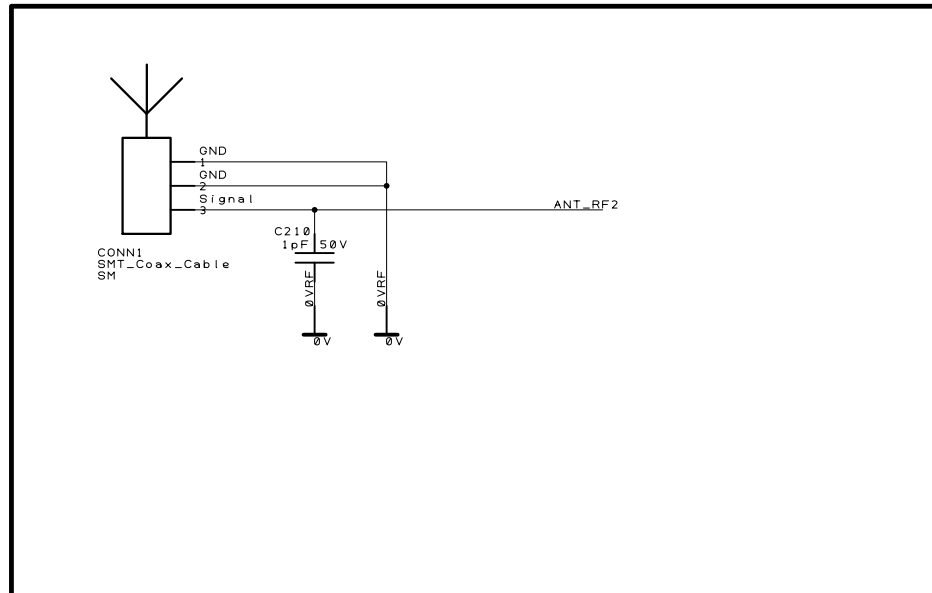 GND
1
GND
2
Signal
3
ANT_RF2
C210
1pF 50V
CONN1
SMT_Coax_Cable
SM
0VRF
0VRF
0V
0V